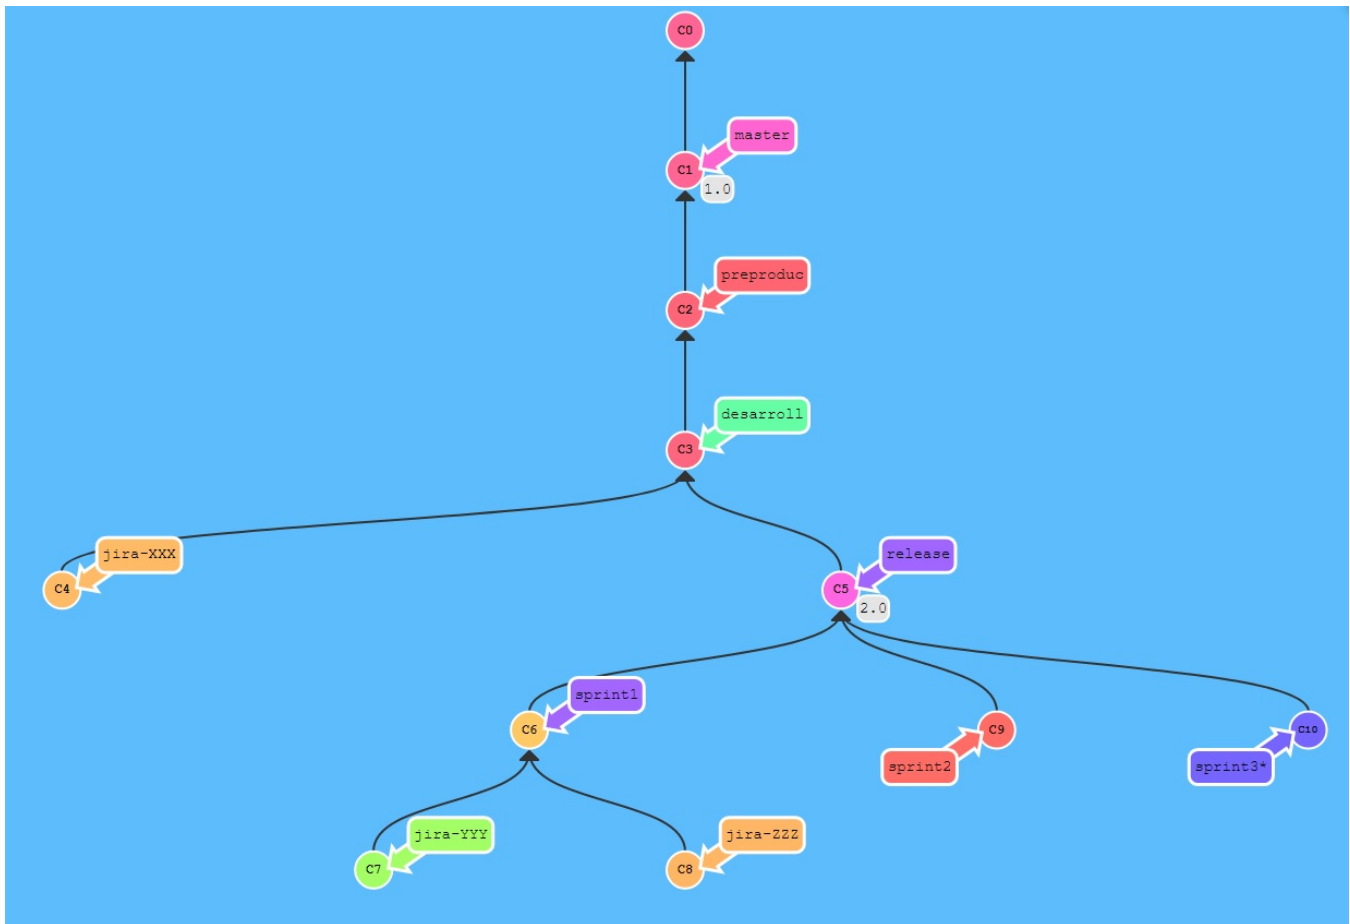 C0
master
C1
1.0
preproduc
C2
desarroll
C3
jira-XXX
C4
release
C5
2.0
sprint1
C6
C9
sprint2
C10
sprint3*
jira-YYY
C7
jira-ZZZ
C8